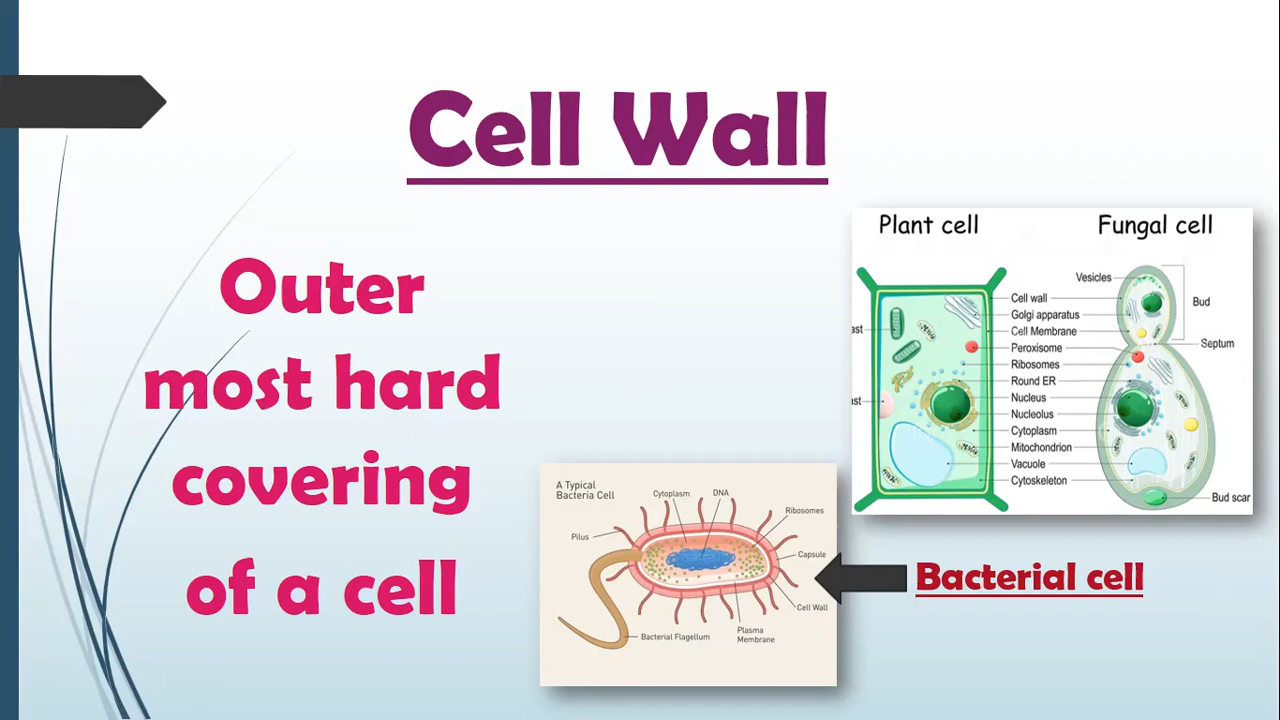 Cell Wall
Outer
most hard
covering
of a cell
Plant cell
Fungal cell
Vesicles
Bud
Septum
Cell wall
Golgi apparatus
Cell Membrane
Peroxisome
Ribosomes
Round ER
Nucleus
Nucleolus
Cytoplasm
Mitochondrion
Vacuole
Cytoskeleton
Bud scar
A Typical
Bacteria Cell
Cytoplasm
DNA
Ribosomes
Pilus
Capsule
Cell Wall
Plasma
Membrane
Bacterial Flagellum
Bacterial cell